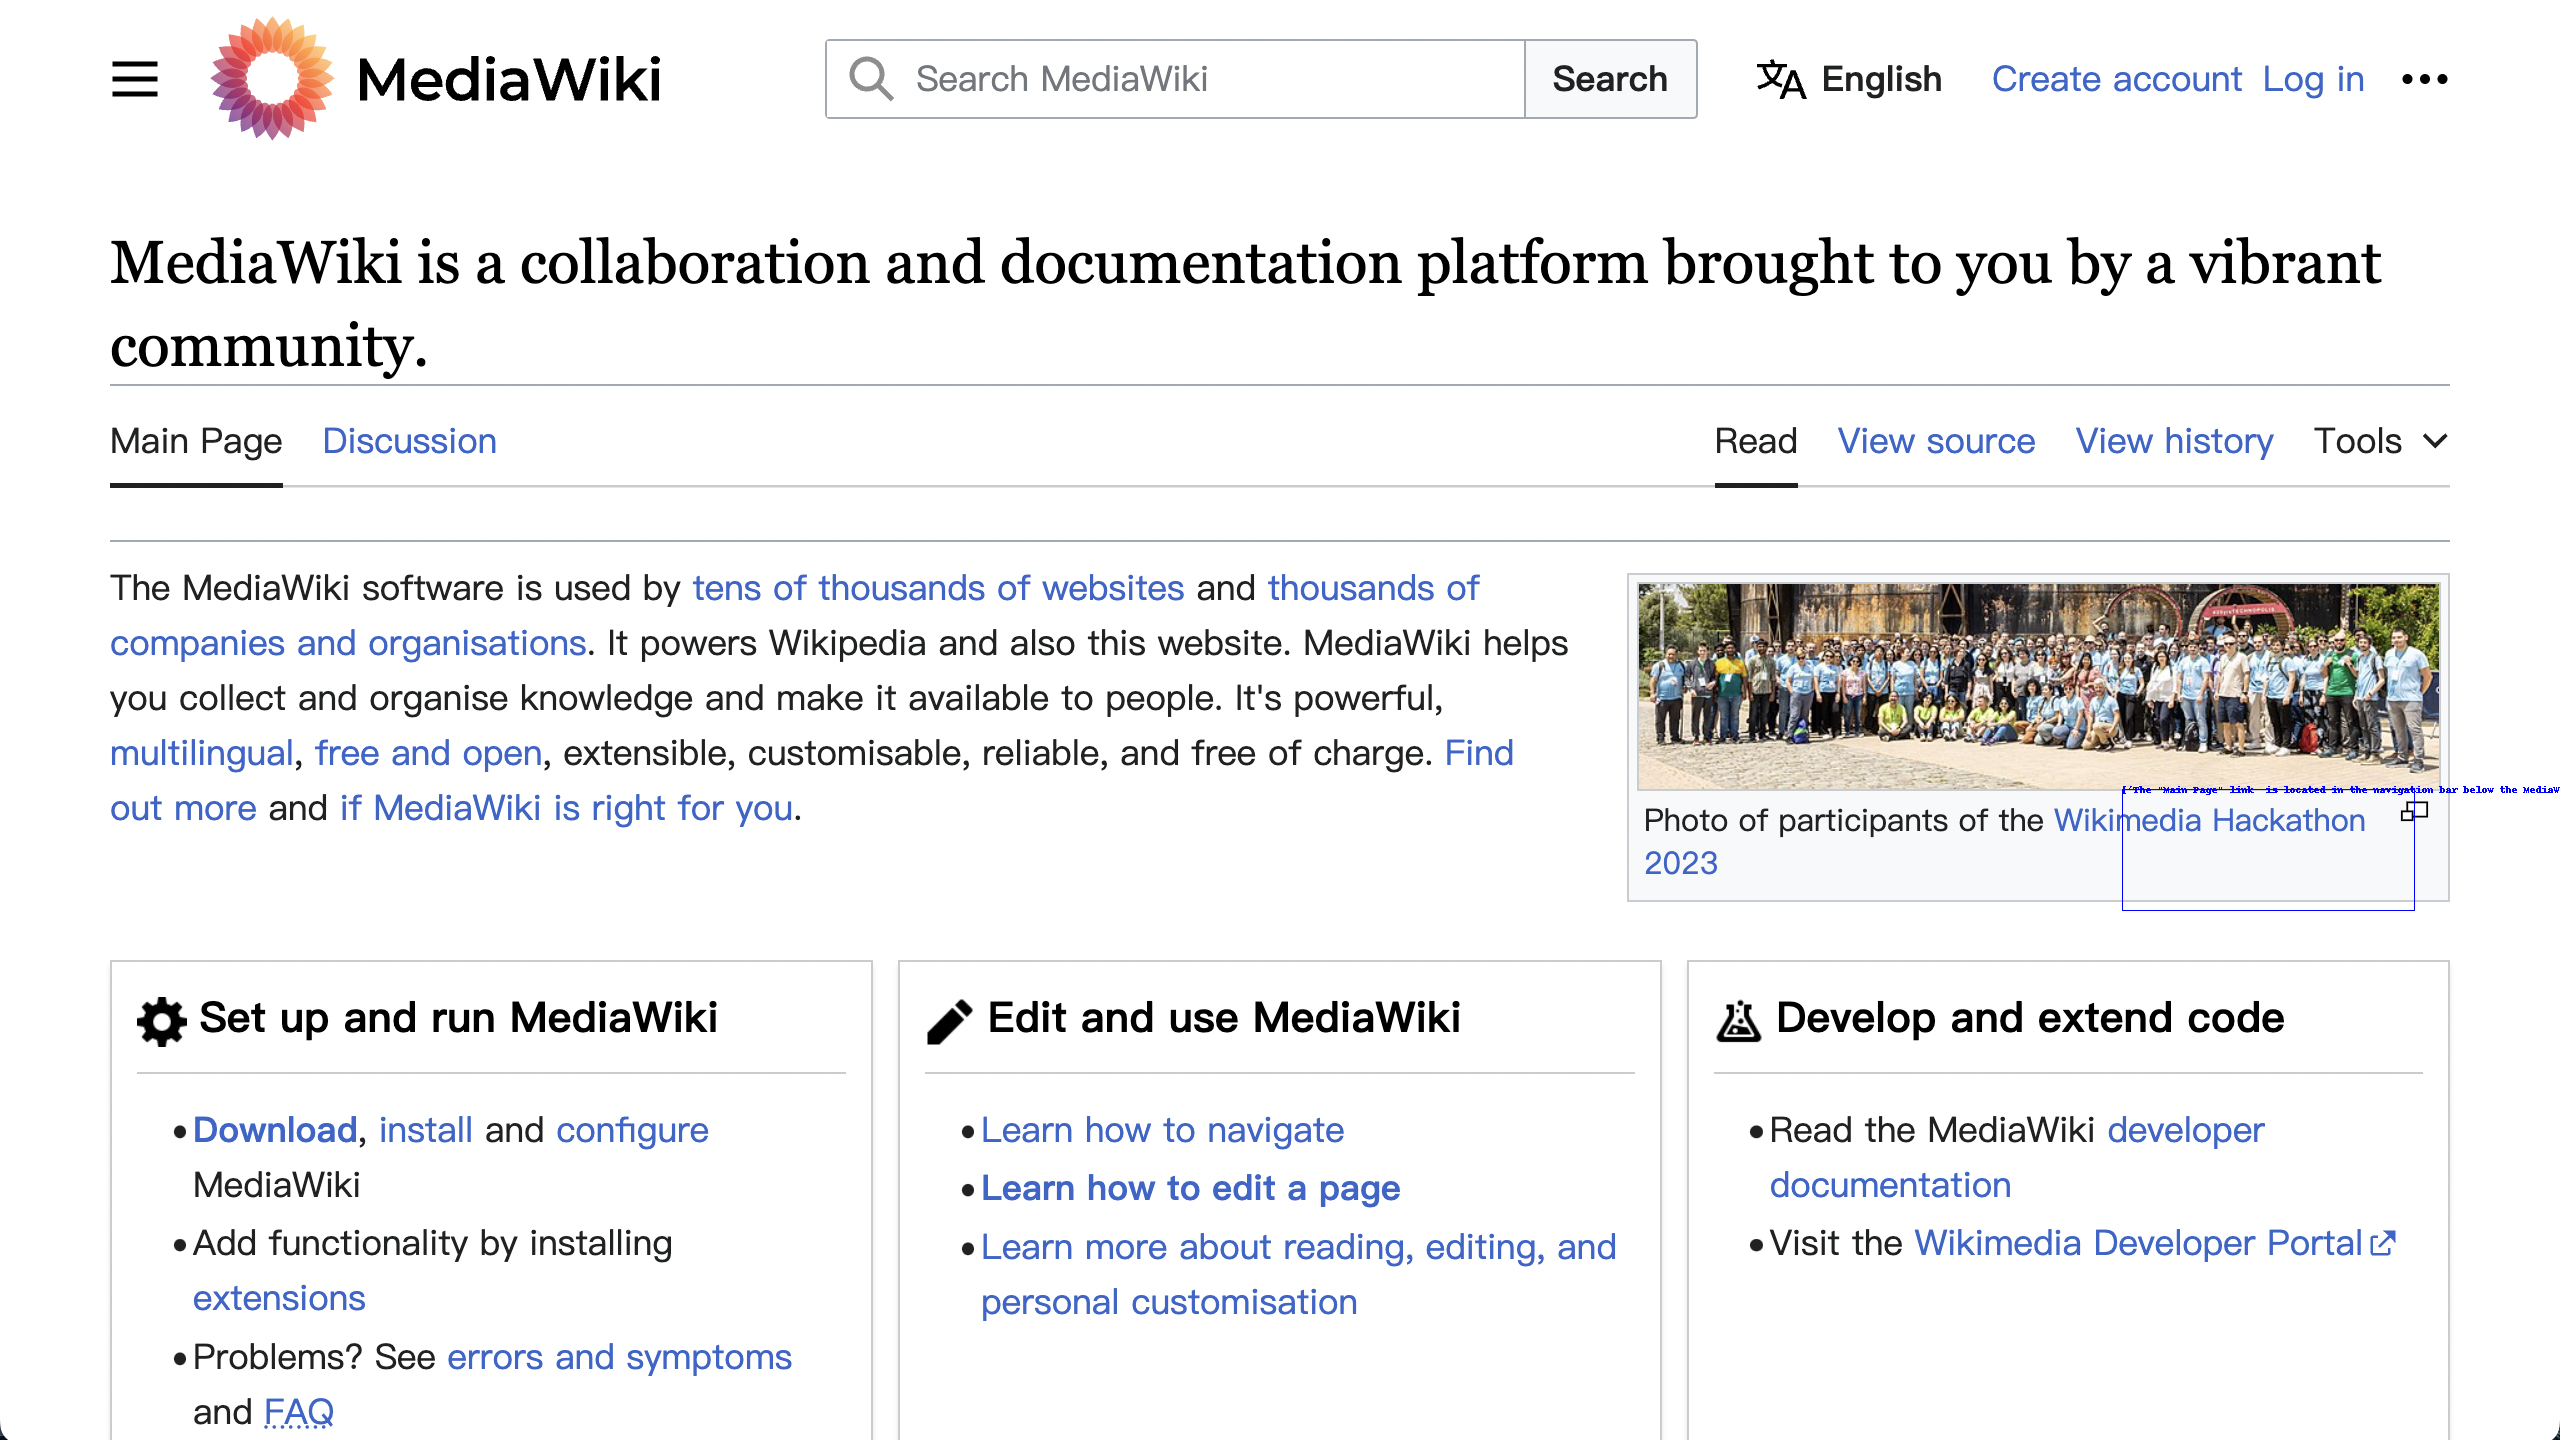 MediaWiki
Search MediaWiki
Search
English
Create account
Log in
MediaWiki is a collaboration and documentation platform brought to you by a vibrant
community.
Main Page
Discussion
Read
View source
View history
Tools
The MediaWiki software is used by tens of thousands of websites and thousands of
companies and organisations. It powers Wikipedia and also this website. MediaWiki helps
you collect and organise knowledge and make it available to people. It's powerful,
multilingual, free and open, extensible, customisable, reliable, and free of charge. Find
out more and if MediaWiki is right for you.
['The "Main Page" link is located in the navigation bar below the MediaW
Photo of participants of the Wikimedia Hackathon
2023
Set up and run MediaWiki
Download, install and configure
MediaWiki
Add functionality by installing
extensions
Problems? See errors and symptoms
and FAQ
Edit and use MediaWiki
Learn how to navigate
Learn how to edit a page
Learn more about reading, editing, and
personal customisation
Develop and extend code
Read the MediaWiki developer
documentation
Visit the Wikimedia Developer Portal